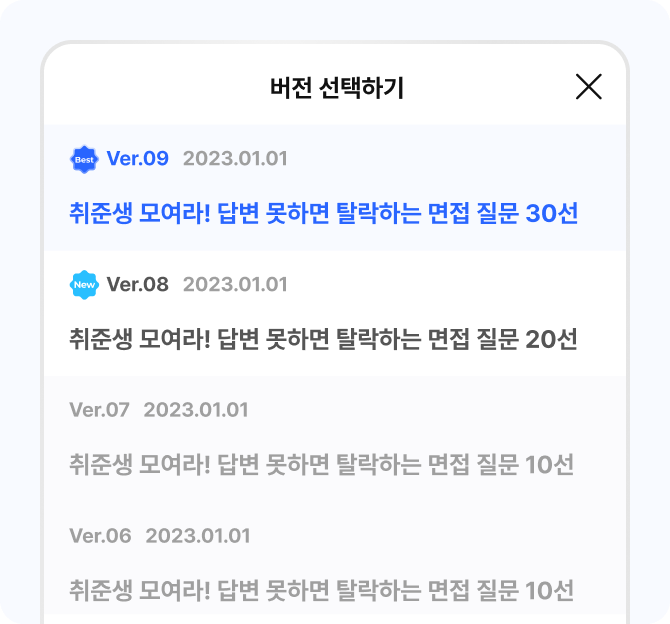 버전 선택하기
Best Ver.09 2023.01.01
취준생 모여라! 답변 못하면 탈락하는 면접 질문 30선
New Ver.08 2023.01.01
취준생 모여라! 답변 못하면 탈락하는 면접 질문 20선
Ver.07 2023.01.01
취준생 모여라! 답변 못하면 탈락하는 면접 질문 10선
Ver.06 2023.01.01
취준생 모여라! 답변 못하면 탈락하는 면접 질문 10선